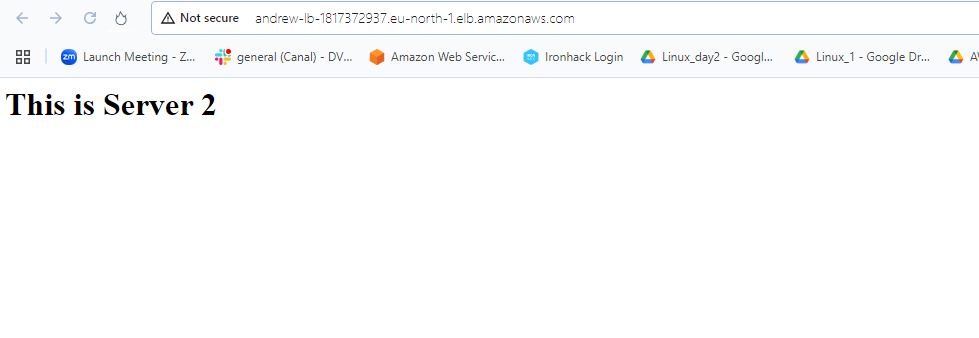 Not secure andrew-lb-1817372937.eu-north-1.elb.amazonaws.com
zm Launch Meeting - Z... general (Canal) - DV... Amazon Web Servic... Ironhack Login Linux_day2 - Googl... Linux_1 - Google Dr... A
This is Server 2